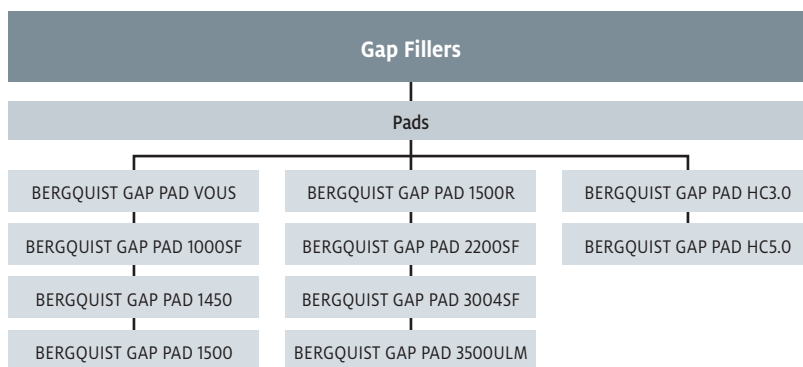 Gap Fillers
Pads
BERGQUIST GAP PAD VOUS
BERGQUIST GAP PAD 1000SF
BERGQUIST GAP PAD 1450
BERGQUIST GAP PAD 1500
BERGQUIST GAP PAD 1500R
BERGQUIST GAP PAD 2200SF
BERGQUIST GAP PAD 3004SF
BERGQUIST GAP PAD 3500ULM
BERGQUIST GAP PAD HC3.0
BERGQUIST GAP PAD HC5.0